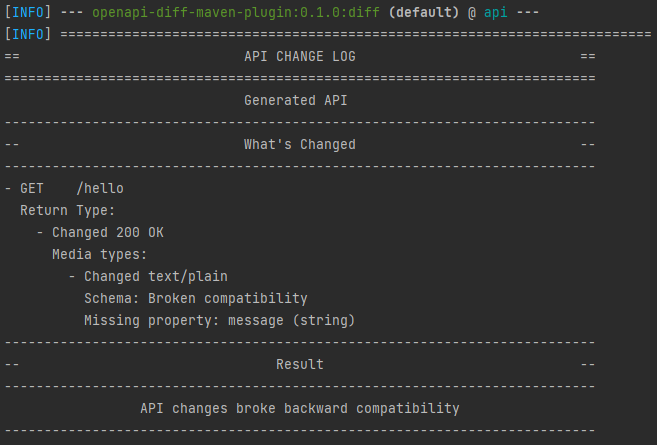 [INFO] --- openapi-diff-maven-plugin:0.1.0:diff (default) @ api ---
[INFO] ==========================================================================
==                            API CHANGE LOG                            ==
==========================================================================
                              Generated API
--------------------------------------------------------------------------
--                            What's Changed                            --
--------------------------------------------------------------------------
- GET    /hello
  Return Type:
    - Changed 200 OK
      Media types:
        - Changed text/plain
          Schema: Broken compatibility
          Missing property: message (string)
--------------------------------------------------------------------------
--                                Result                                --
--------------------------------------------------------------------------
                 API changes broke backward compatibility
--------------------------------------------------------------------------